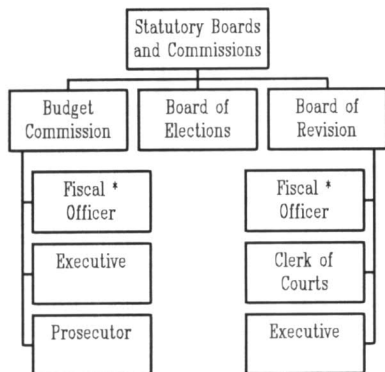 Statutory Boards
and Commissions
Budget
Commission
Board of
Elections
Board of
Revision
Fiscal *
Officer
Executive
Prosecutor
Fiscal *
Officer
Clerk of
Courts
Executive